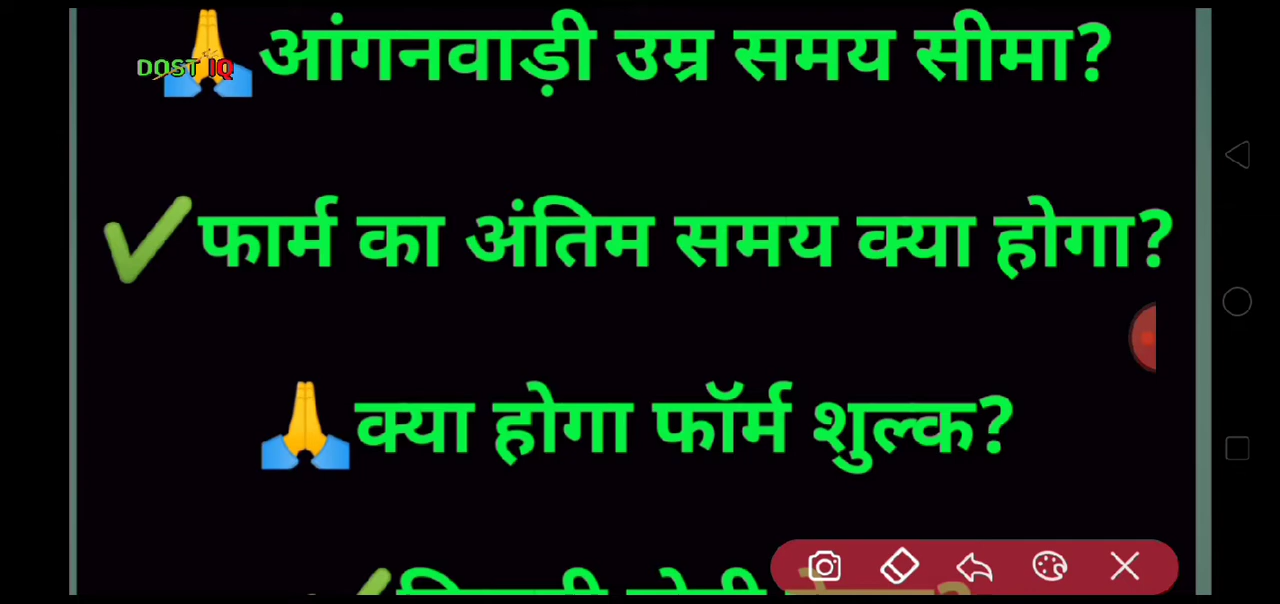 DOST IQ
🙏आंगनवाड़ी उम्र समय सीमा?
✔फार्म का अंतिम समय क्या होगा?
🙏क्या होगा फॉर्म शुल्क?